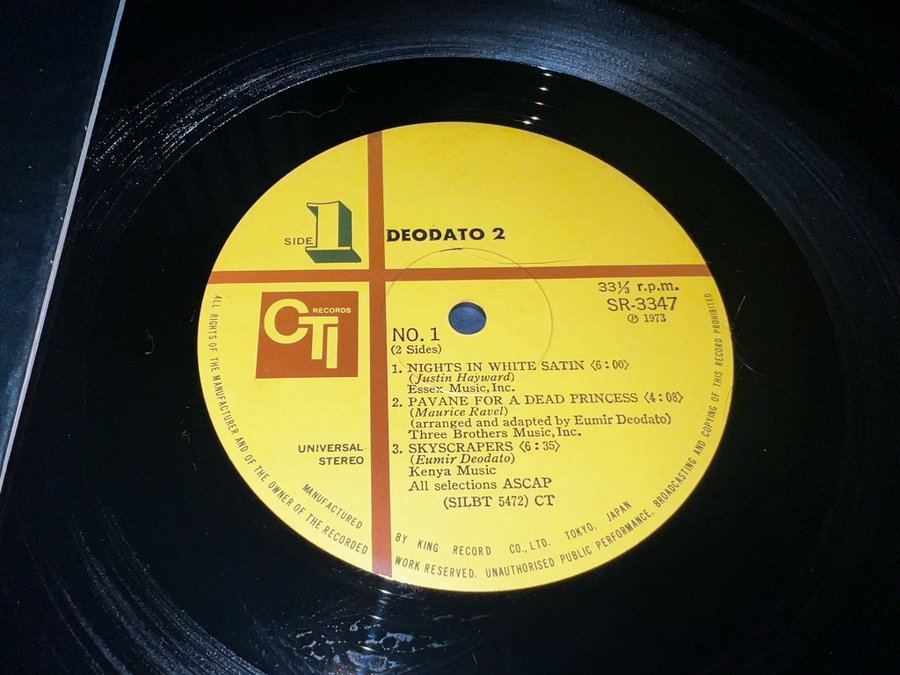 SIDE 1
DEODATO 2
CTI RECORDS
33⅓ r.p.m.
SR-3347
℗ 1973
NO. 1
(2 Sides)
1. NIGHTS IN WHITE SATIN ⟨6:00⟩
(Justin Hayward)
Essex Music, Inc.
2. PAVANE FOR A DEAD PRINCESS ⟨4:08⟩
(Maurice Ravel)
(arranged and adapted by Eumir Deodato)
Three Brothers Music, Inc.
3. SKYSCRAPERS ⟨6:35⟩
(Eumir Deodato)
Kenya Music
All selections ASCAP
(SILBT 5472) CT
UNIVERSAL
STEREO
MANUFACTURED BY KING RECORD CO., LTD. TOKYO, JAPAN
ALL RIGHTS OF THE MANUFACTURER AND OF THE OWNER OF THE RECORDED WORK RESERVED. UNAUTHORISED PUBLIC PERFORMANCE, BROADCASTING AND COPYING OF THIS RECORD PROHIBITED